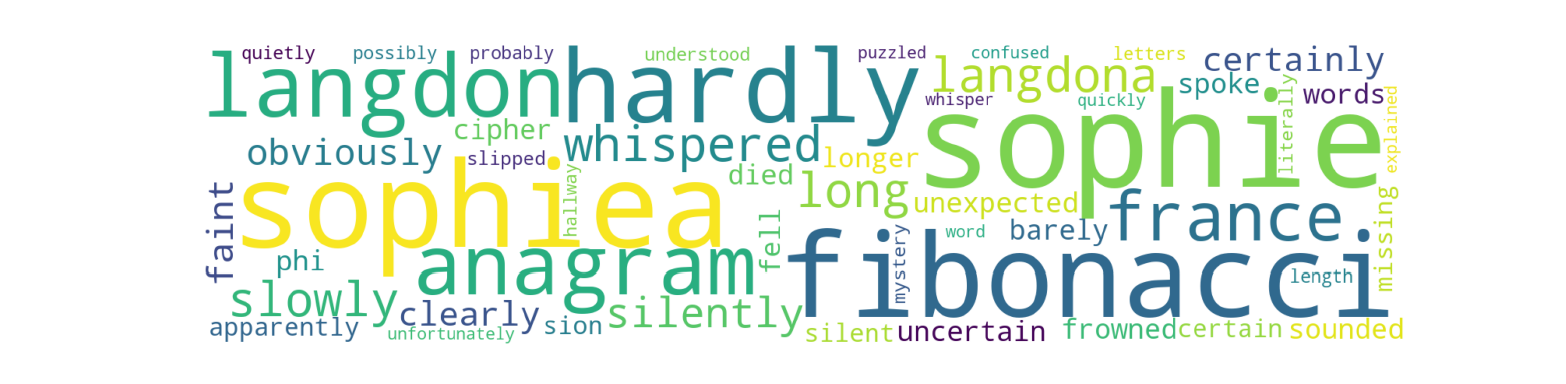 quietly possibly probably understood puzzled confused letters certainly
langdon hardly langdona spoke words
whisper quickly literally explained
cipher whispered sophie
obviously slipped longer
sophiea hallway died long unexpected france
faint fell barely missing
phi anagram word mystery fibonacci length
slowly clearly silently
apparently unfortunately sion silent uncertain frowned certain sounded